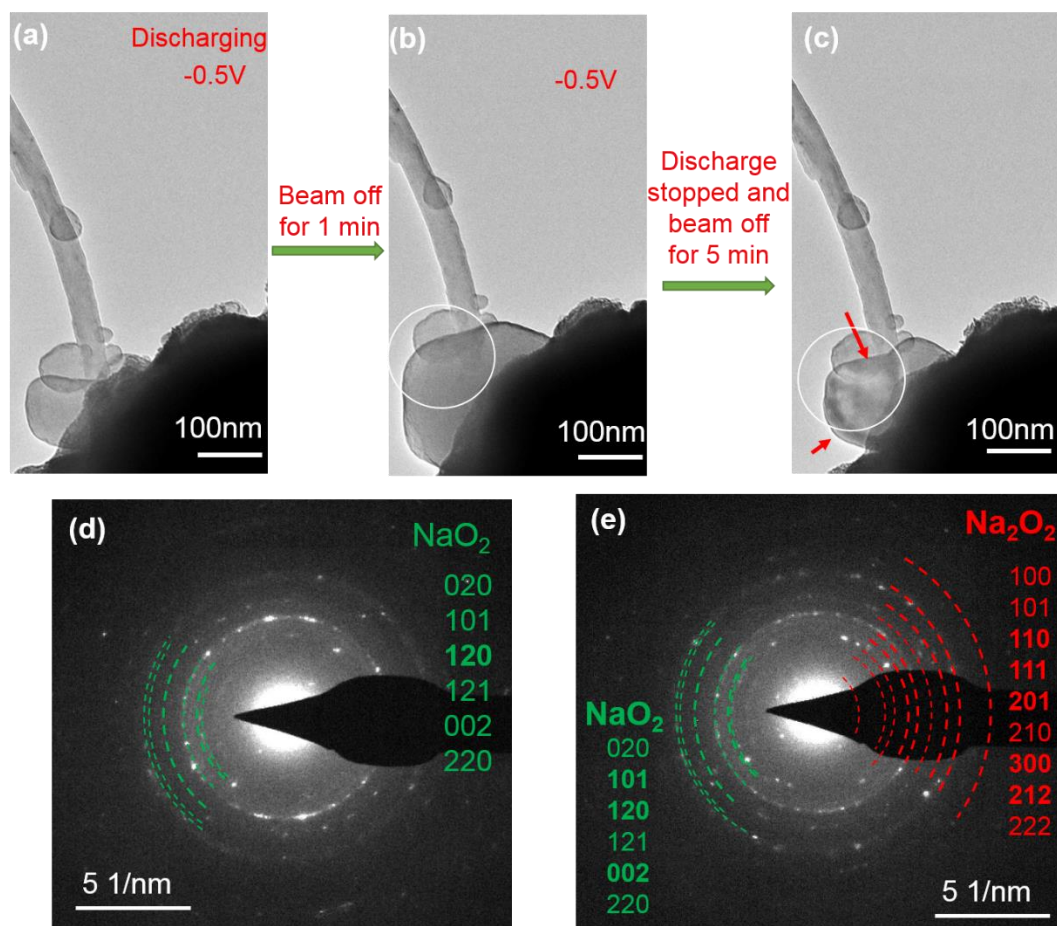 (a)
Discharging
-0.5V
100nm
Beam off
for 1 min
(b)
-0.5V
100nm
Discharge
stopped and
beam off
for 5 min
(c)
100nm
(d)
NaO₂
020
101
120
121
002
220
5 1/nm
(e)
NaO₂
020
101
120
121
002
220
Na₂O₂
100
101
110
111
201
210
300
212
222
5 1/nm